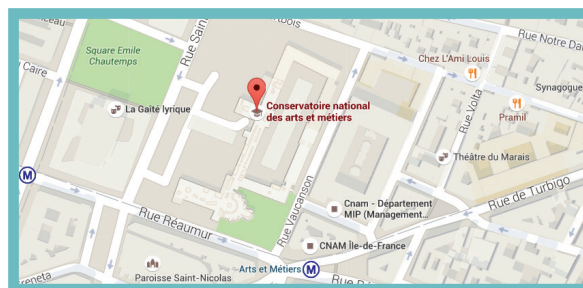 Square Emile
Chautemps
Rue Sain
Rue Notre Da
Chez L'Ami Louis
Caire
Synagogue
La Gaîté lyrique
Conservatoire national
des arts et métiers
Rue Volta
Pramil
Théâtre du Marais
M
Rue Vaucanson
Rue de Turbigo
Cnam - Département
MIP (Management...
Rue Réaumur
CNAM Île-de-France
Arts et Métiers M
Paroisse Saint-Nicolas